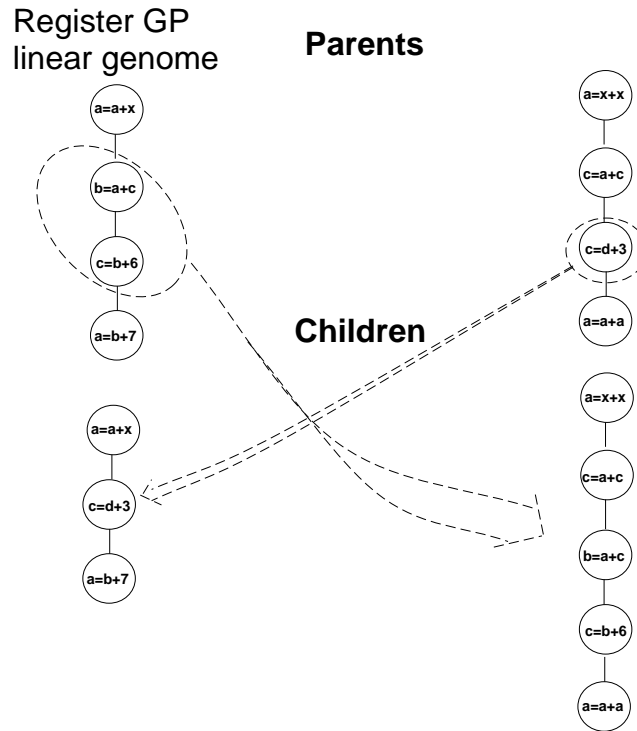 Register GP
linear genome
Parents
a=a+x
b=a+c
c=b+6
a=b+7
a=x+x
c=a+c
c=d+3
a=a+a
Children
a=a+x
c=d+3
a=b+7
a=x+x
c=a+c
b=a+c
c=b+6
a=a+a